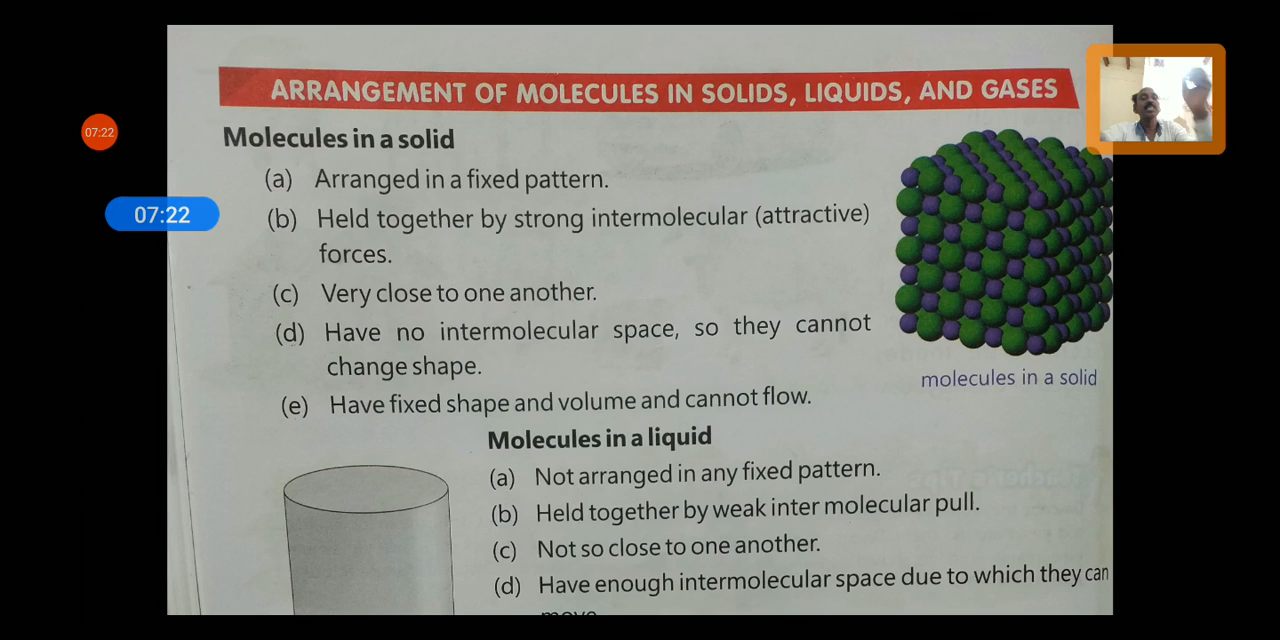 ARRANGEMENT OF MOLECULES IN SOLIDS, LIQUIDS, AND GASES
07:22
07:22
Molecules in a solid
(a) Arranged in a fixed pattern.
(b) Held together by strong intermolecular (attractive)
forces.
(c) Very close to one another.
(d) Have no intermolecular space, so they cannot
change shape.
(e) Have fixed shape and volume and cannot flow.
molecules in a solid
Molecules in a liquid
(a) Not arranged in any fixed pattern.
(b) Held together by weak inter molecular pull.
(c) Not so close to one another.
(d) Have enough intermolecular space due to which they can